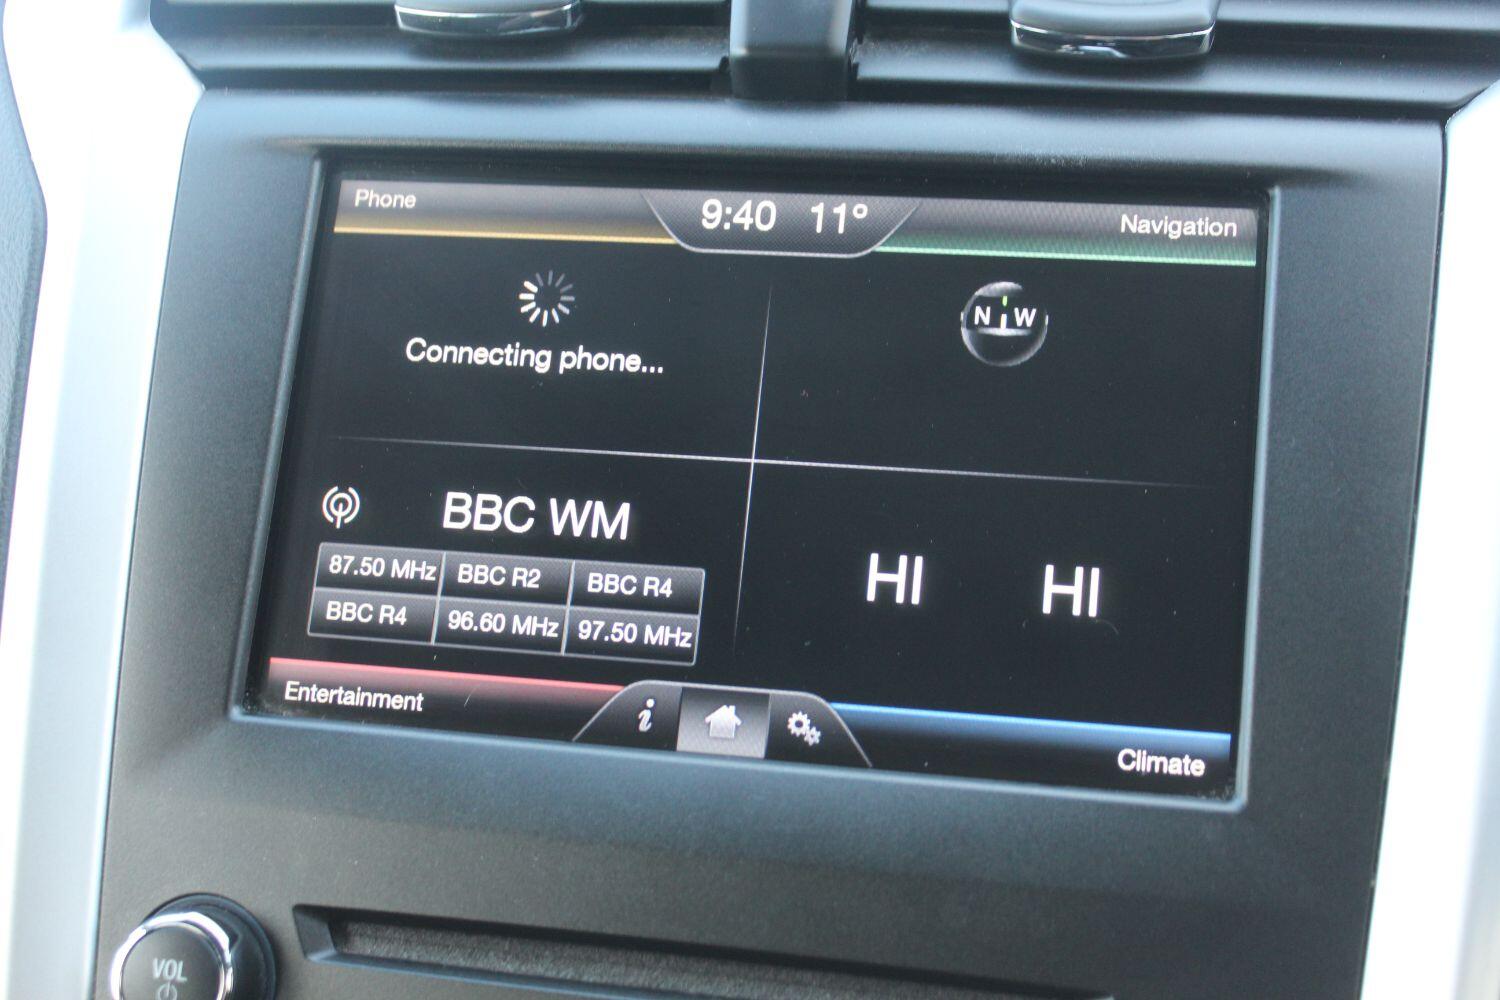 Phone
9:40 11°
Navigation
Connecting phone...
N W
BBC WM
87.50 MHz BBC R2 BBC R4
BBC R4 96.60 MHz 97.50 MHz
HI HI
Entertainment
i
Climate
VOL